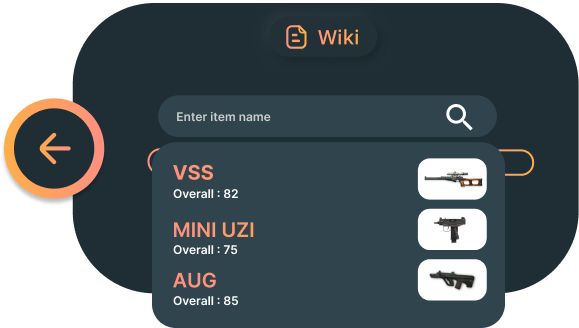 Wiki
Enter item name
VSS
Overall : 82
MINI UZI
Overall : 75
AUG
Overall : 85